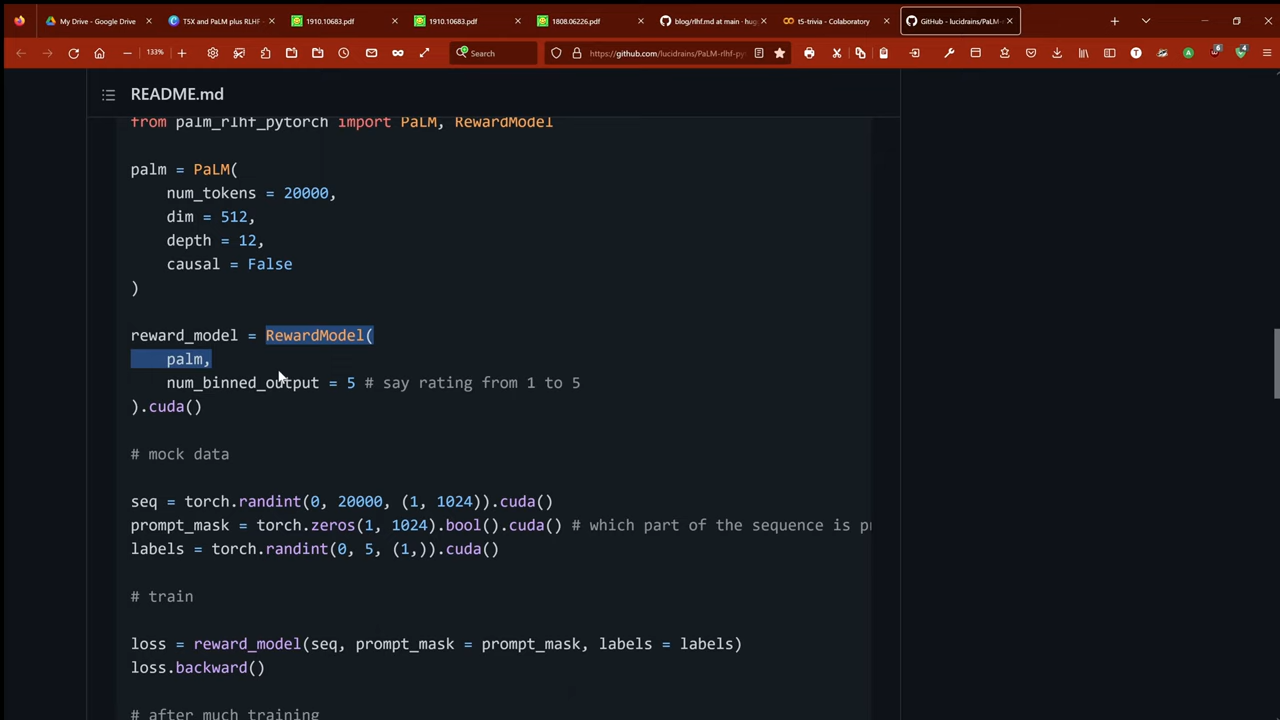 My Drive - Google Drive
T5X and PaLM plus RLHF -
1910.10683.pdf
1910.10683.pdf
1808.06226.pdf
blog/rlhf.md at main · hugg
t5-trivia - Colaboratory
GitHub - lucidrains/PaLM-
133%
Search
https://github.com/lucidrains/PaLM-rlhf-py
README.md
from palm_rlhf_pytorch import PaLM, RewardModel
palm = PaLM(
num_tokens = 20000,
dim = 512,
depth = 12,
causal = False
)
reward_model = RewardModel(
palm,
num_binned_output = 5 # say rating from 1 to 5
).cuda()
# mock data
seq = torch.randint(0, 20000, (1, 1024)).cuda()
prompt_mask = torch.zeros(1, 1024).bool().cuda() # which part of the sequence is pr
labels = torch.randint(0, 5, (1,)).cuda()
# train
loss = reward_model(seq, prompt_mask = prompt_mask, labels = labels)
loss.backward()
# after much training